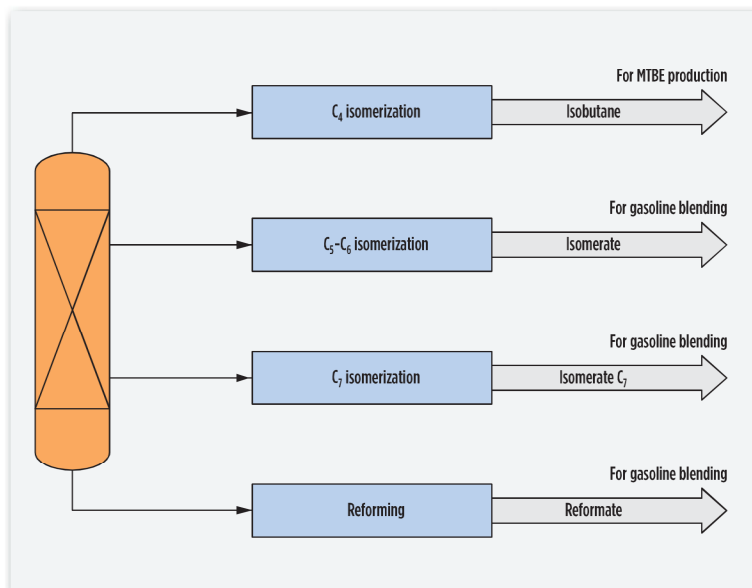 For MTBE production
C₄ isomerization
Isobutane
For gasoline blending
C₅–C₆ isomerization
Isomerate
For gasoline blending
C₇ isomerization
Isomerate C₇
For gasoline blending
Reforming
Reformate